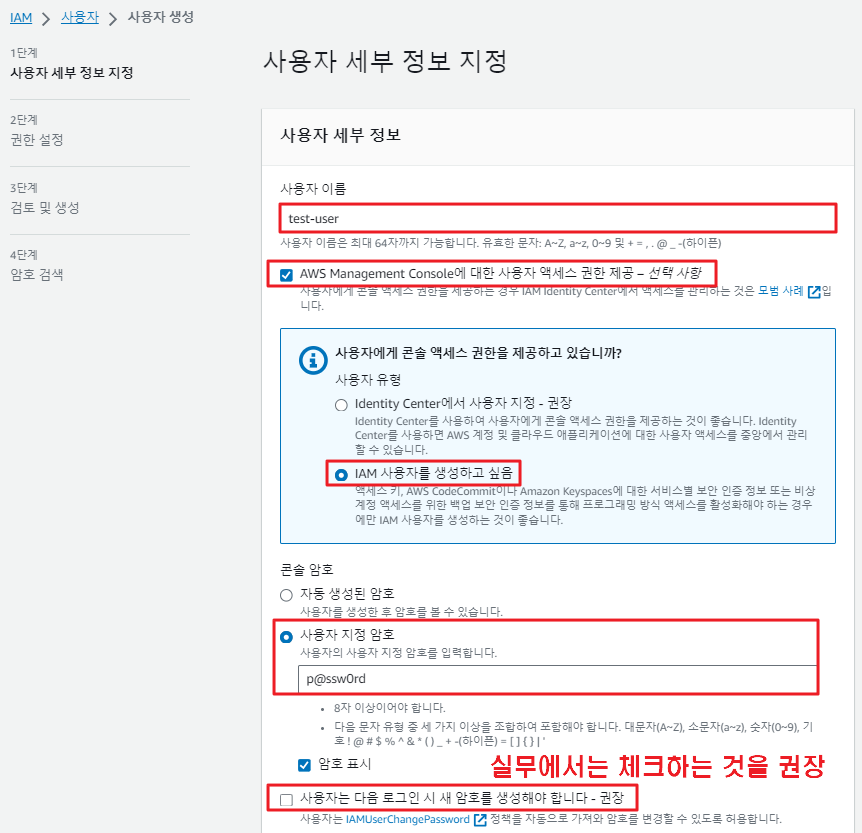 IAM > 사용자 > 사용자 생성
1단계
사용자 세부 정보 지정
2단계
권한 설정
3단계
검토 및 생성
4단계
암호 검색
사용자 세부 정보 지정
사용자 세부 정보
사용자 이름
test-user
사용자 이름은 최대 64자까지 가능합니다. 유효한 문자: A~Z, a~z, 0~9 및 + = , . @ _ -(하이픈)
AWS Management Console에 대한 사용자 액세스 권한 제공 – 선택 사항
사용자에게 콘솔 액세스 권한을 제공하는 경우 IAM Identity Center에서 액세스를 관리하는 것은 모범 사례 입
니다.
사용자에게 콘솔 액세스 권한을 제공하고 있습니까?
사용자 유형
Identity Center에서 사용자 지정 - 권장
Identity Center를 사용하여 사용자에게 콘솔 액세스 권한을 제공하는 것이 좋습니다. Identity
Center를 사용하면 AWS 계정 및 클라우드 애플리케이션에 대한 사용자 액세스를 중앙에서 관리
할 수 있습니다.
IAM 사용자를 생성하고 싶음
액세스 키, AWS CodeCommit이나 Amazon Keyspaces에 대한 서비스별 보안 인증 정보 또는 비상
계정 액세스를 위한 백업 보안 인증 정보를 통해 프로그래밍 방식 액세스를 활성화해야 하는 경우
에만 IAM 사용자를 생성하는 것이 좋습니다.
콘솔 암호
자동 생성된 암호
사용자를 생성한 후 암호를 볼 수 있습니다.
사용자 지정 암호
사용자의 사용자 지정 암호를 입력합니다.
p@ssw0rd
• 8자 이상이어야 합니다.
• 다음 문자 유형 중 세 가지 이상을 조합하여 포함해야 합니다. 대문자(A~Z), 소문자(a~z), 숫자(0~9), 기
호 ! @ # $ % ^ & * ( ) _ + -(하이픈) = [ ] { } | '
암호 표시
실무에서는 체크하는 것을 권장
사용자는 다음 로그인 시 새 암호를 생성해야 합니다 - 권장
사용자는 IAMUserChangePassword 정책을 자동으로 가져와 암호를 변경할 수 있도록 허용합니다.